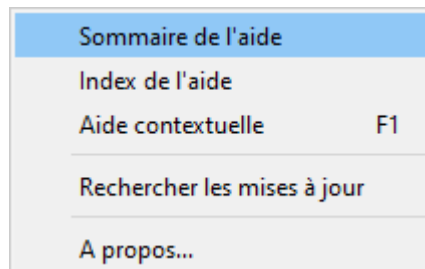 Sommaire de l'aide
Index de l'aide
Aide contextuelle F1
Rechercher les mises à jour
A propos...